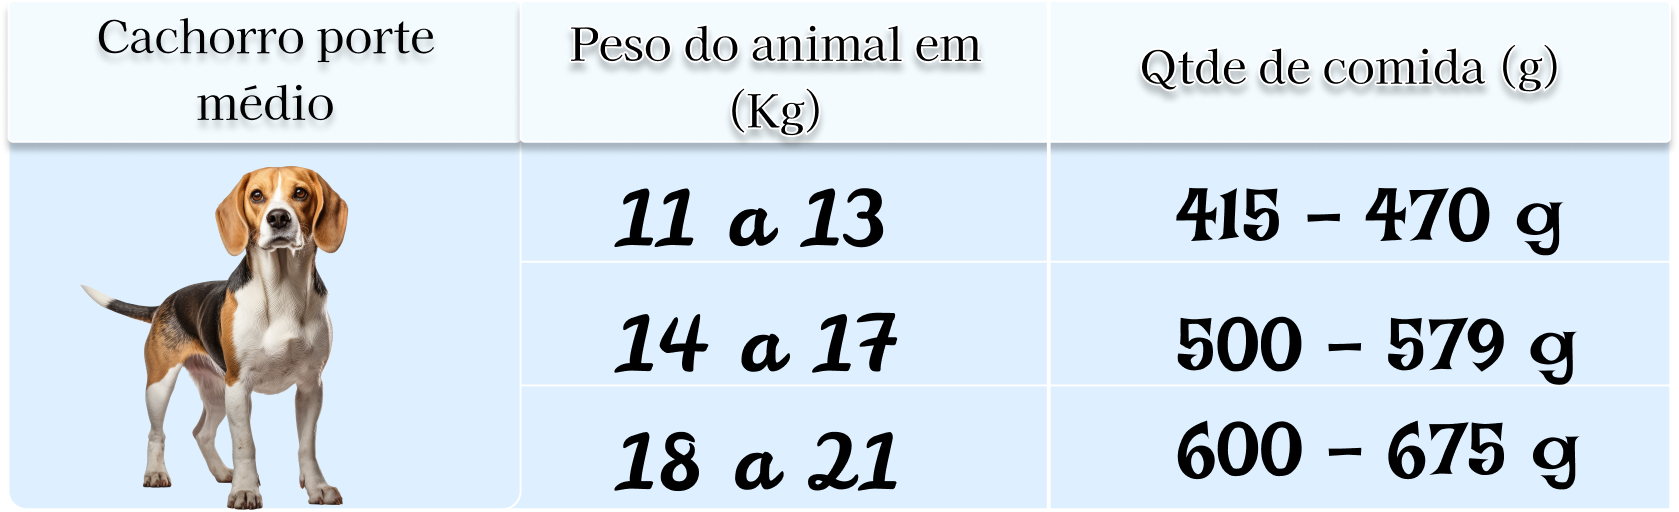 Cachorro porte
médio
Peso do animal em
(Kg)
Qtde de comida (g)
11 a 13
415 - 470 g
14 a 17
500 - 579 g
18 a 21
600 - 675 g